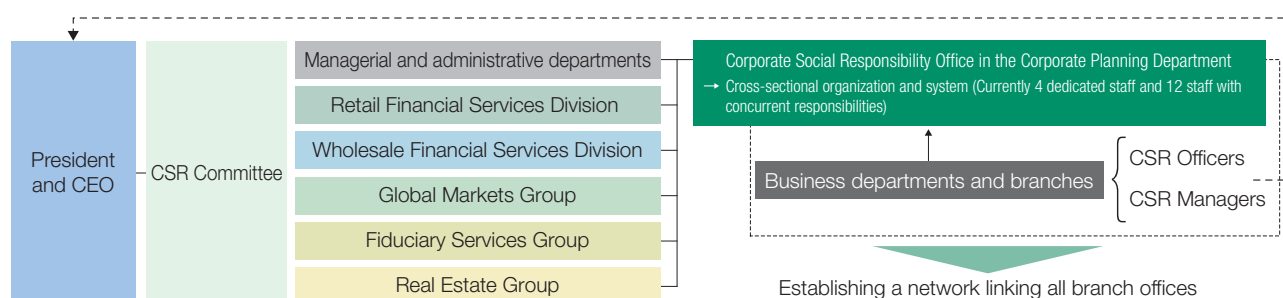 President
and CEO
CSR Committee
Managerial and administrative departments
Retail Financial Services Division
Wholesale Financial Services Division
Global Markets Group
Fiduciary Services Group
Real Estate Group
Corporate Social Responsibility Office in the Corporate Planning Department
→ Cross-sectional organization and system (Currently 4 dedicated staff and 12 staff with
concurrent responsibilities)
Business departments and branches
CSR Officers
CSR Managers
Establishing a network linking all branch offices